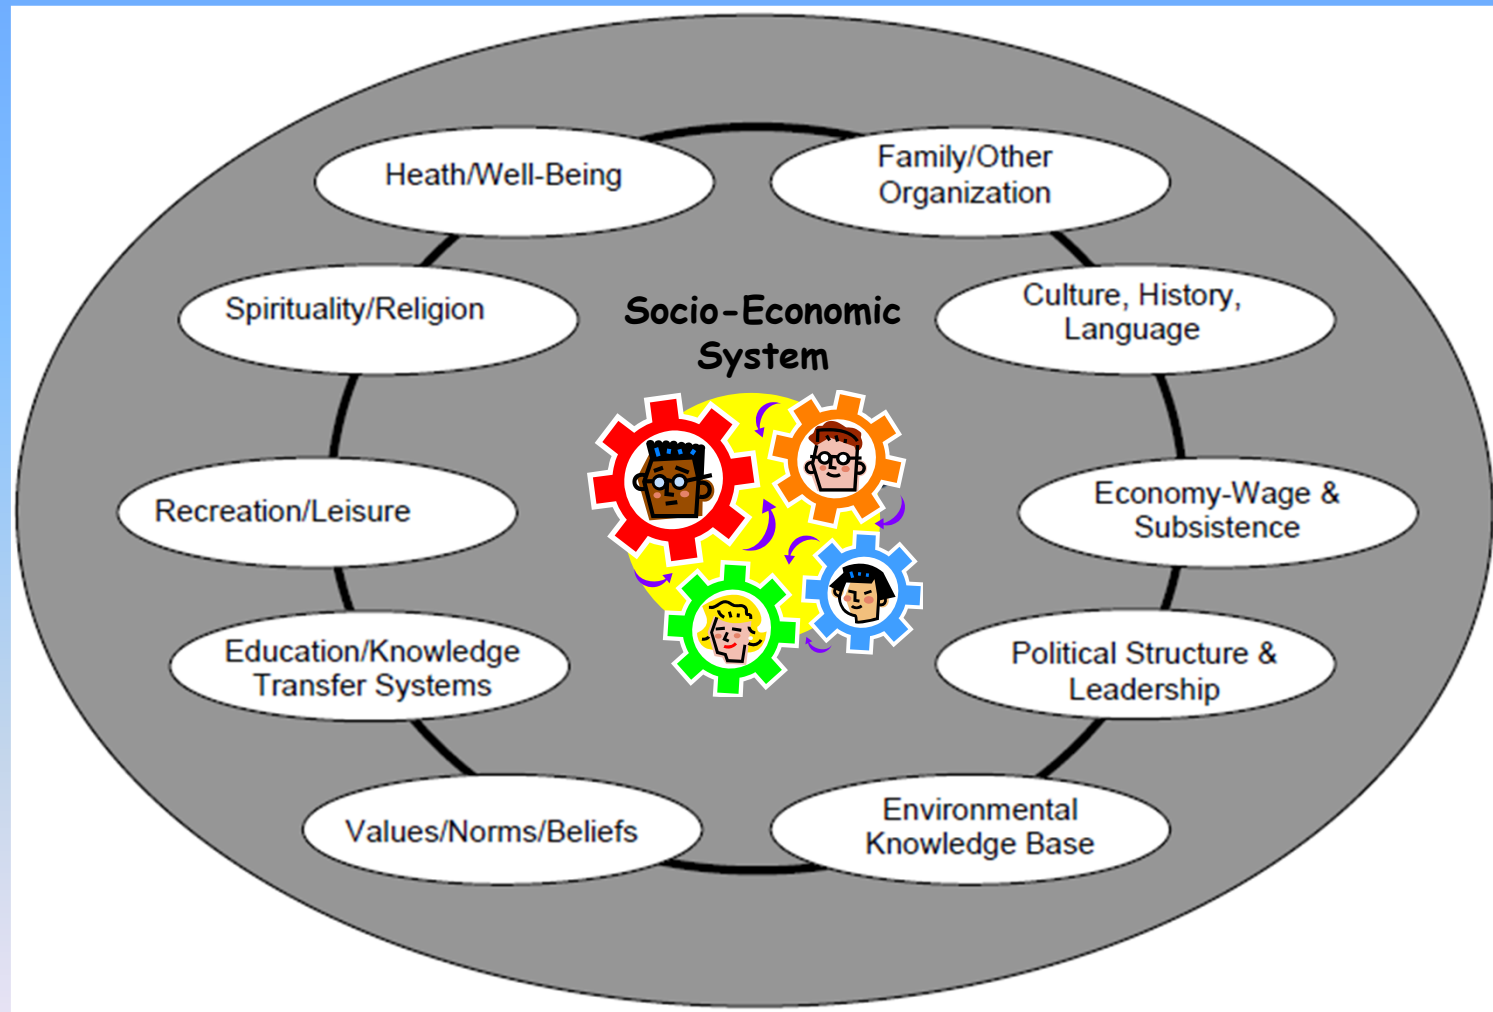 Heath/Well-Being
Family/Other
Organization
Spirituality/Religion
Culture, History,
Language
Socio-Economic
System
Recreation/Leisure
Economy-Wage &
Subsistence
Education/Knowledge
Transfer Systems
Political Structure &
Leadership
Values/Norms/Beliefs
Environmental
Knowledge Base